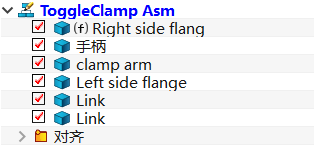 ToggleClamp Asm
(f) Right side flang
手柄
clamp arm
Left side flange
Link
Link
对齐